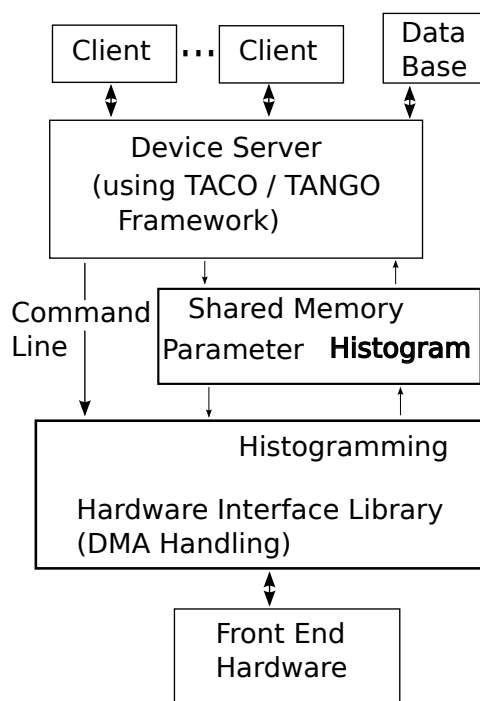 Client ... Client
Data
Base
Device Server
(using TACO / TANGO
Framework)
Command
Line
Shared Memory
Parameter Histogram
Histogramming
Hardware Interface Library
(DMA Handling)
Front End
Hardware